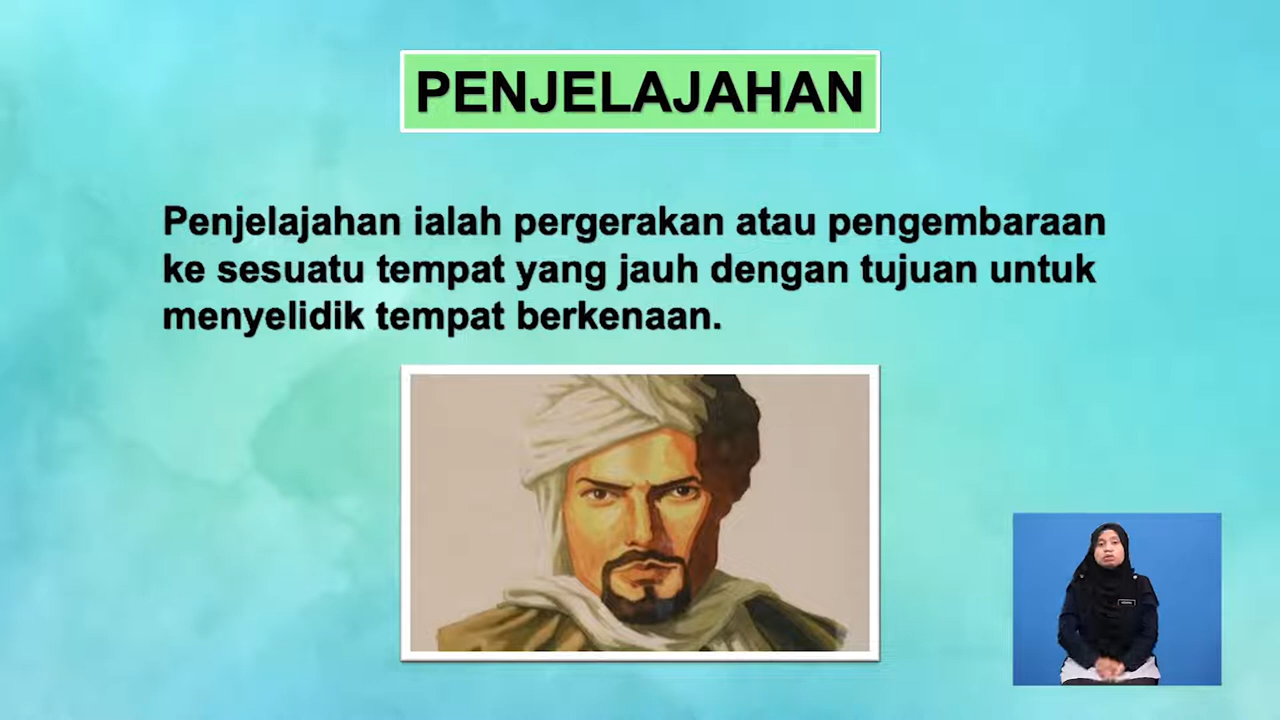 PENJELAJAHAN
Penjelajahan ialah pergerakan atau pengembaraan
ke sesuatu tempat yang jauh dengan tujuan untuk
menyelidik tempat berkenaan.